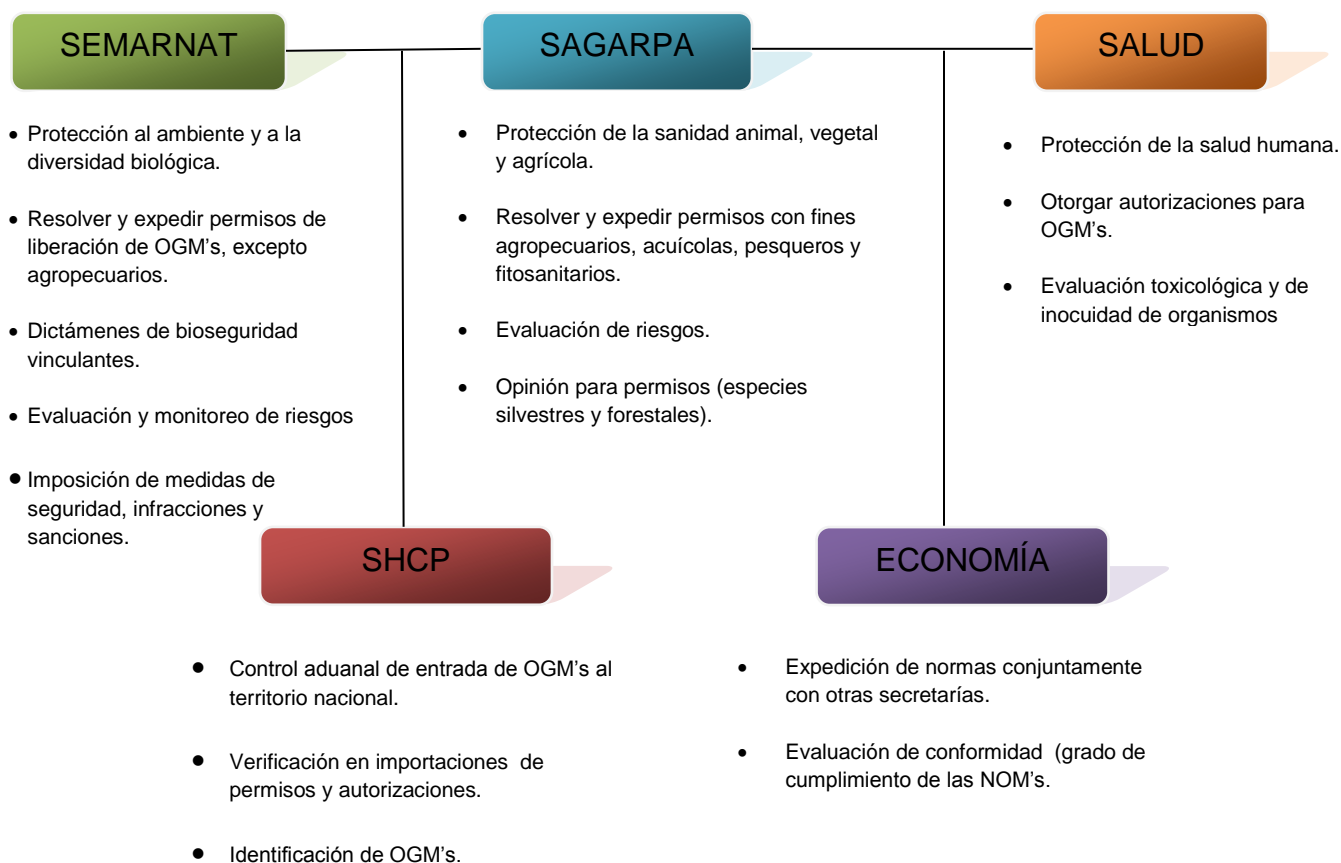 SEMARNAT
• Protección al ambiente y a la
diversidad biológica.
• Resolver y expedir permisos de
liberación de OGM's, excepto
agropecuarios.
• Dictámenes de bioseguridad
vinculantes.
• Evaluación y monitoreo de riesgos
• Imposición de medidas de
seguridad, infracciones y
sanciones.
SAGARPA
• Protección de la sanidad animal, vegetal
y agrícola.
• Resolver y expedir permisos con fines
agropecuarios, acuícolas, pesqueros y
fitosanitarios.
• Evaluación de riesgos.
• Opinión para permisos (especies
silvestres y forestales).
SALUD
• Protección de la salud humana.
• Otorgar autorizaciones para
OGM's.
• Evaluación toxicológica y de
inocuidad de organismos
SHCP
• Control aduanal de entrada de OGM's al
territorio nacional.
• Verificación en importaciones de
permisos y autorizaciones.
• Identificación de OGM's.
ECONOMÍA
• Expedición de normas conjuntamente
con otras secretarías.
• Evaluación de conformidad (grado de
cumplimiento de las NOM's.